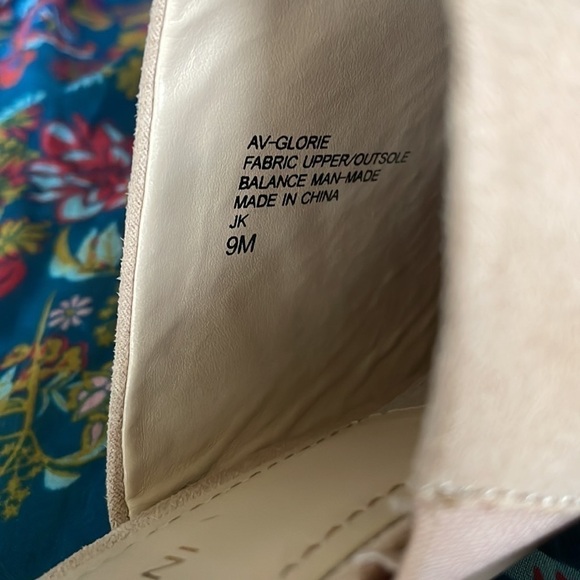 AV-GLORIE
FABRIC UPPER/OUTSOLE
BALANCE MAN-MADE
MADE IN CHINA
JK
9M